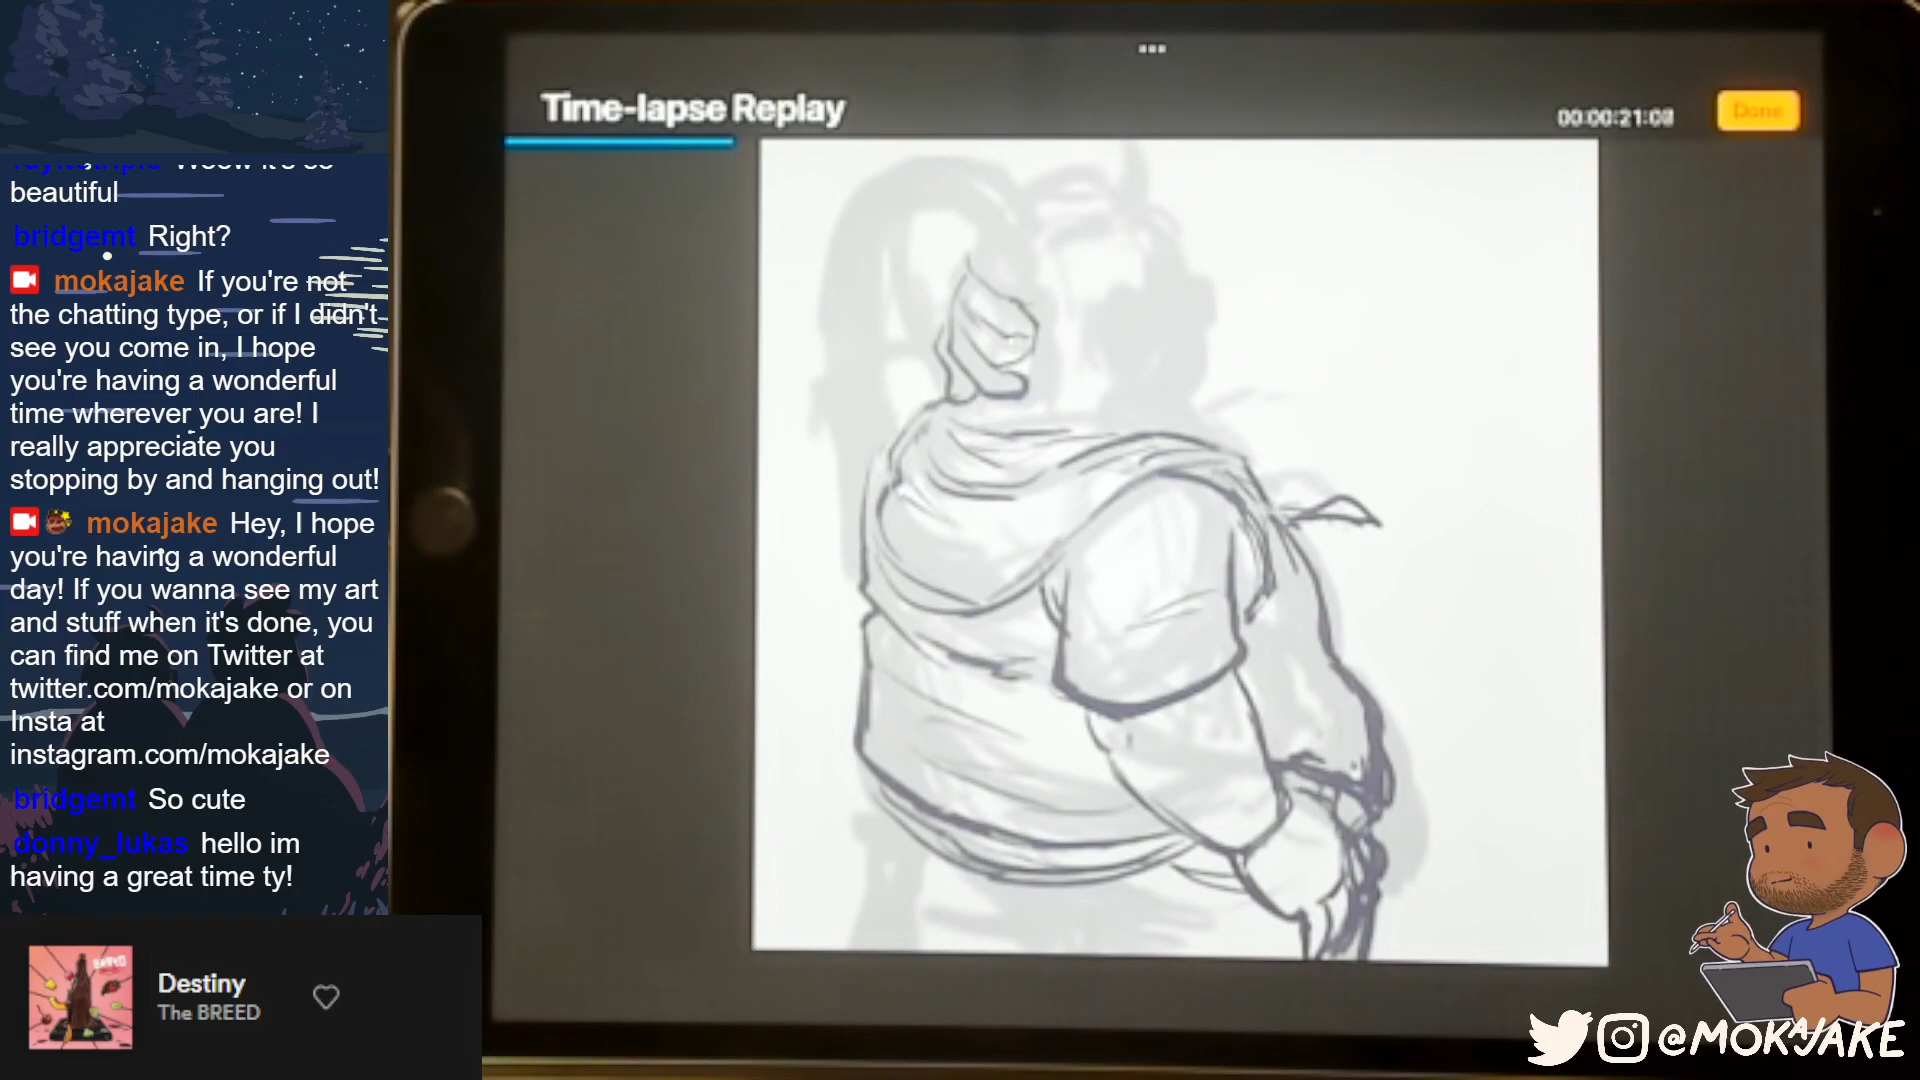 Time-lapse Replay
00:00:21:08
Done
Woow it's so
beautiful
bridgemt Right?
mokajake If you're not
the chatting type, or if I didn't
see you come in, I hope
you're having a wonderful
time wherever you are! I
really appreciate you
stopping by and hanging out!
mokajake Hey, I hope
you're having a wonderful
day! If you wanna see my art
and stuff when it's done, you
can find me on Twitter at
twitter.com/mokajake or on
Insta at
instagram.com/mokajake
bridgemt So cute
donny_lukas hello im
having a great time ty!
Destiny
The BREED
@MOKAJAKE